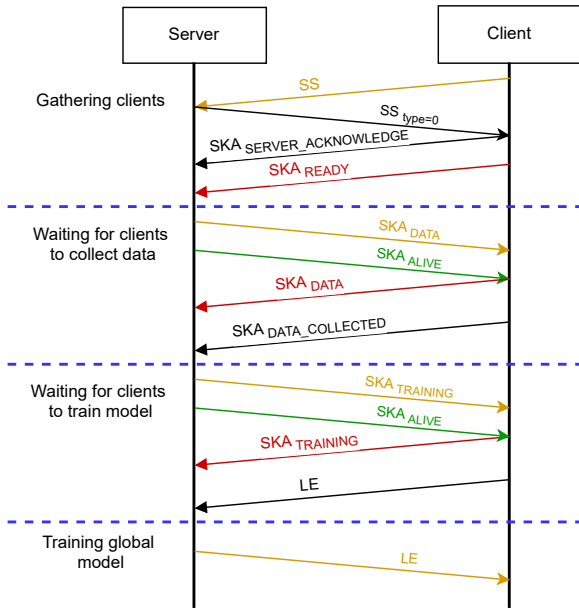 Server
Client
SS
Gathering clients
SS type=0
SKA SERVER_ACKNOWLEDGE
SKA READY
Waiting for clients
to collect data
SKA DATA
SKA ALIVE
SKA DATA
SKA DATA_COLLECTED
Waiting for clients
to train model
SKA TRAINING
SKA ALIVE
SKA TRAINING
LE
Training global
model
LE